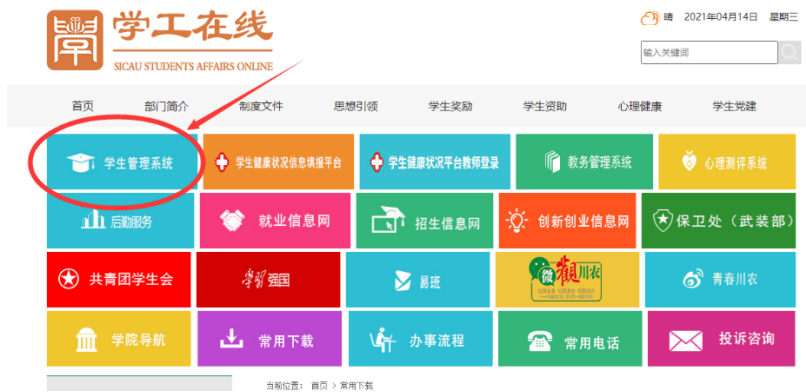 學 学工在线
SICAU STUDENTS AFFAIRS ONLINE
晴 2021年04月14日 星期三
输入关键词
首页 部门简介 制度文件 思想引领 学生奖励 学生资助 心理健康 学生党建
学生管理系统 学生健康状况信息填报平台 学生健康状况平台教师登录 教务管理系统 心理测评系统
后勤服务 就业信息网 招生信息网 创新创业信息网 保卫处（武装部）
共青团学生会 学习强国 易班 微觀川农 青春川农
学院导航 常用下载 办事流程 常用电话 投诉咨询
当前位置： 首页 > 常用下载